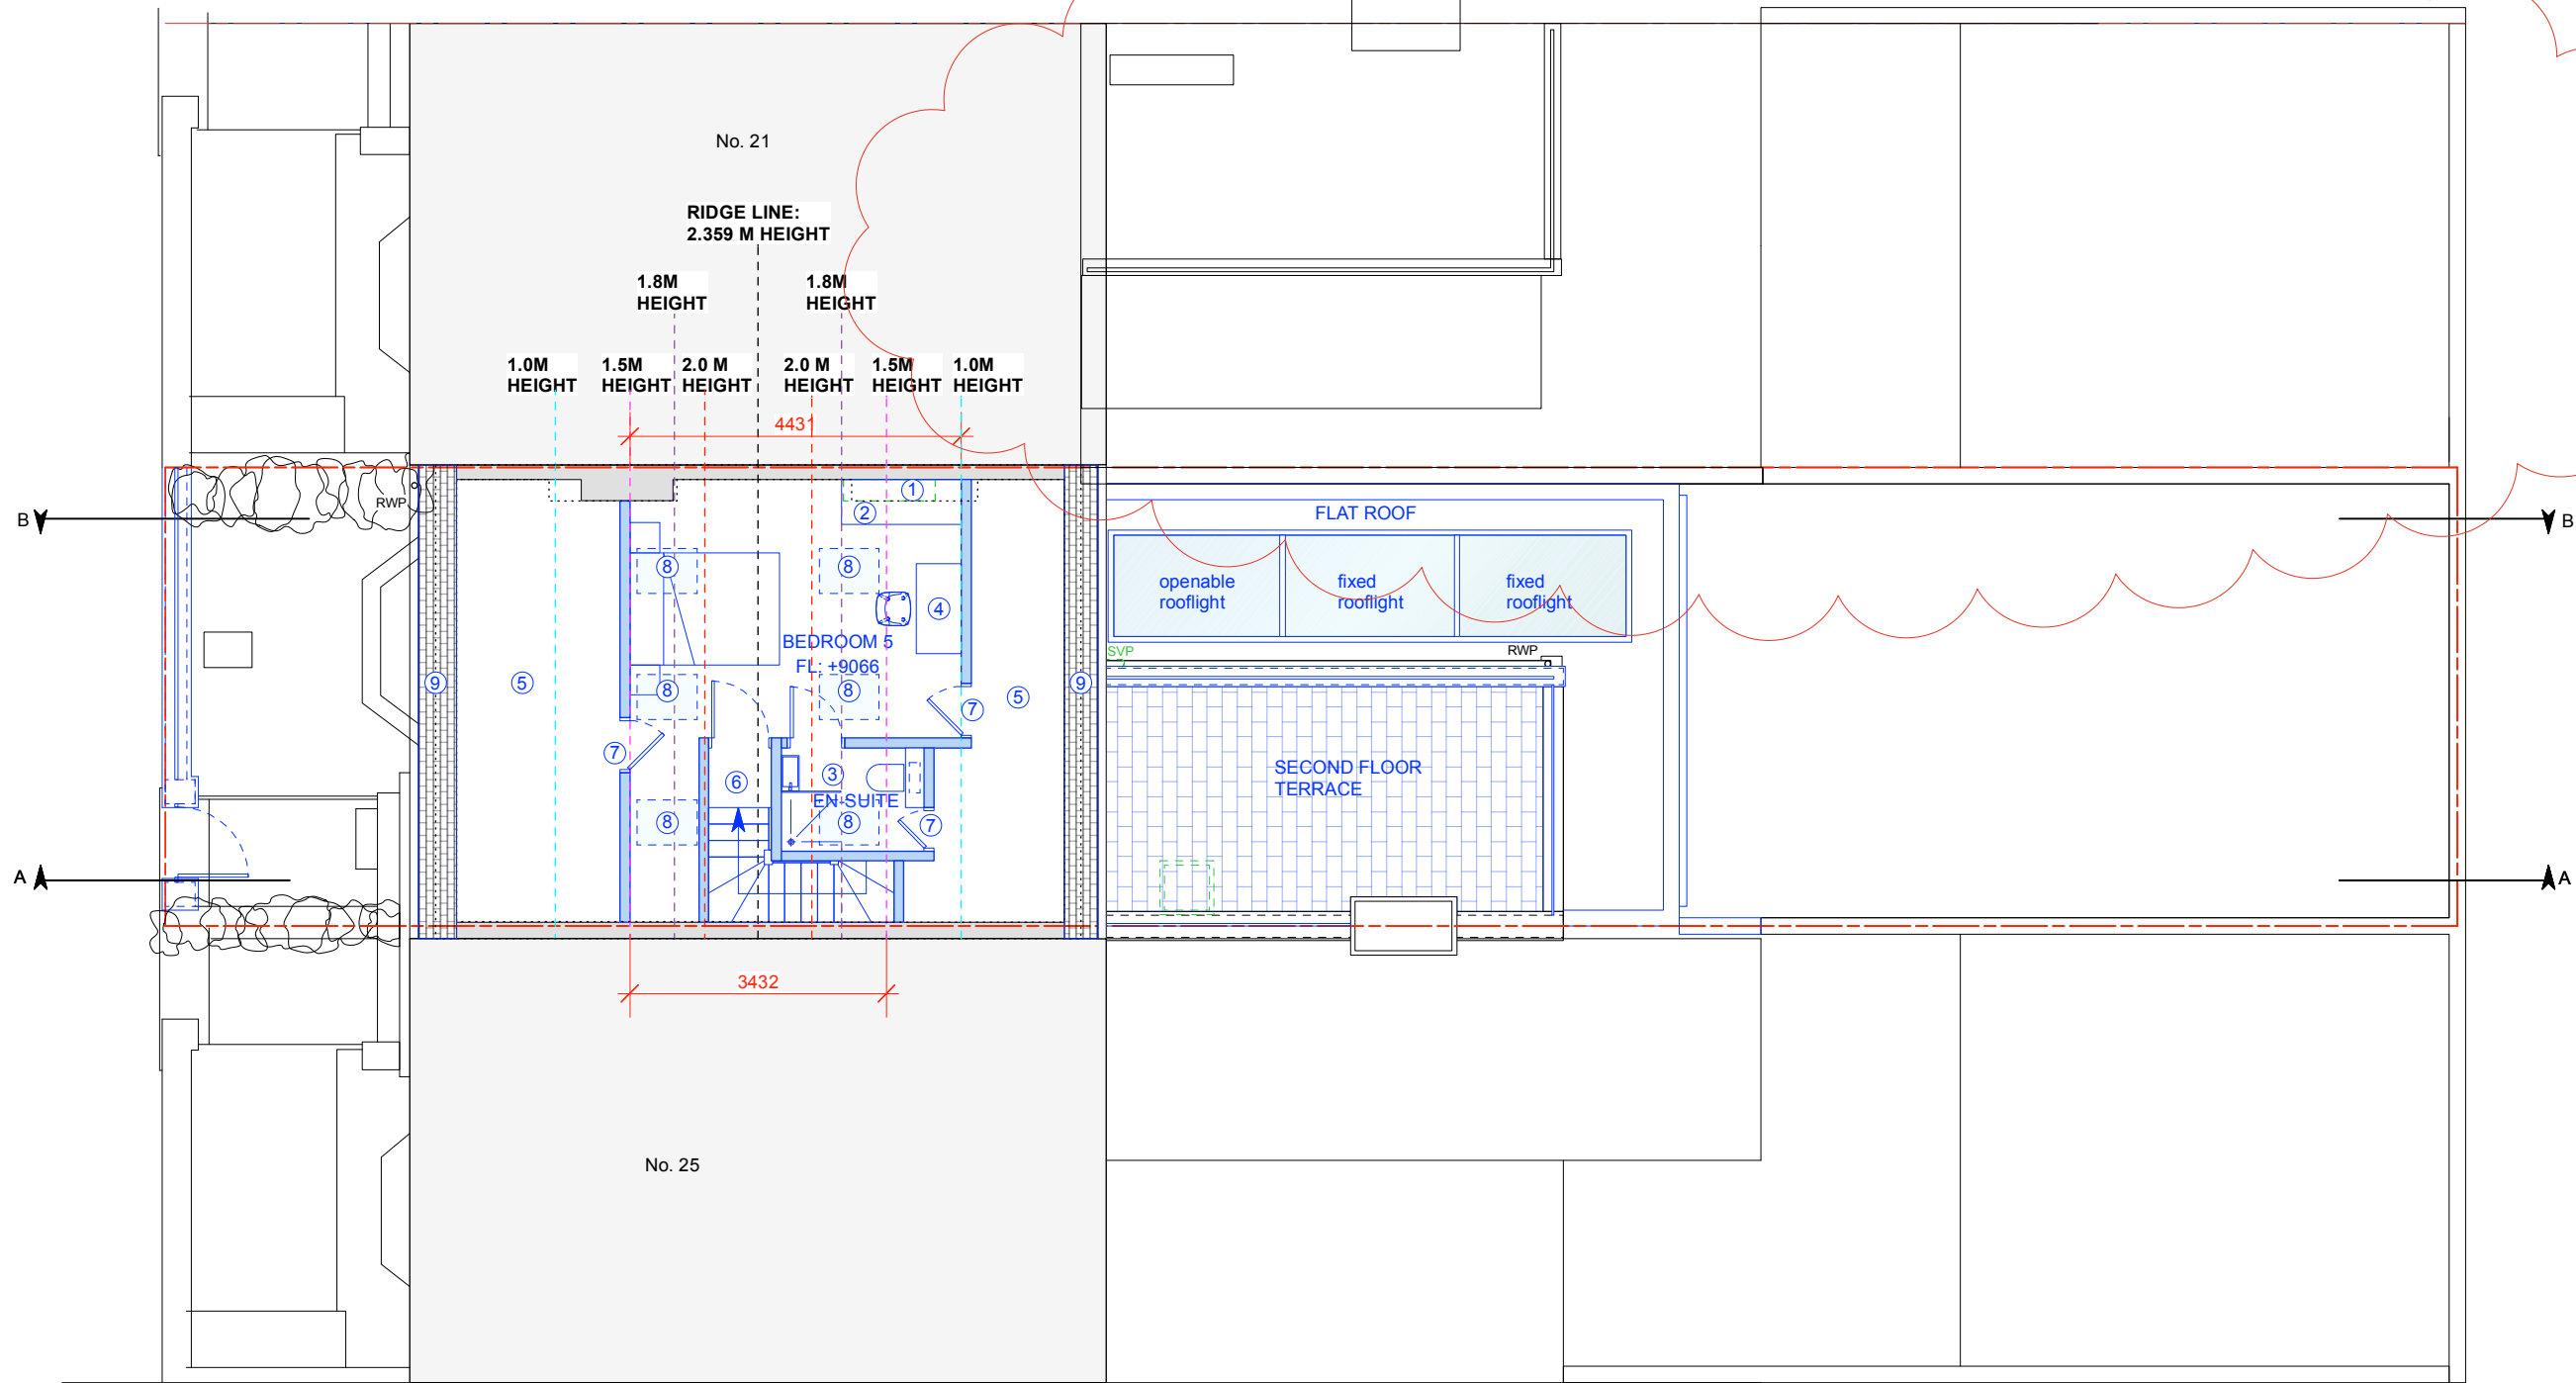 No. 21
RIDGE LINE:
2.359 M HEIGHT
1.8M
HEIGHT
1.8M
HEIGHT
1.0M
HEIGHT
1.5M
HEIGHT
2.0 M
HEIGHT
2.0 M
HEIGHT
1.5M
HEIGHT
1.0M
HEIGHT
4431
RWP
B
B
1
2
FLAT ROOF
8
8
4
openable
rooflight
fixed
rooflight
fixed
rooflight
BEDROOM 5
FL: +9066
SVP
RWP
9
5
8
8
5
9
7
7
6
3
EN-SUITE
8
8
7
SECOND FLOOR
TERRACE
A
A
3432
No. 25